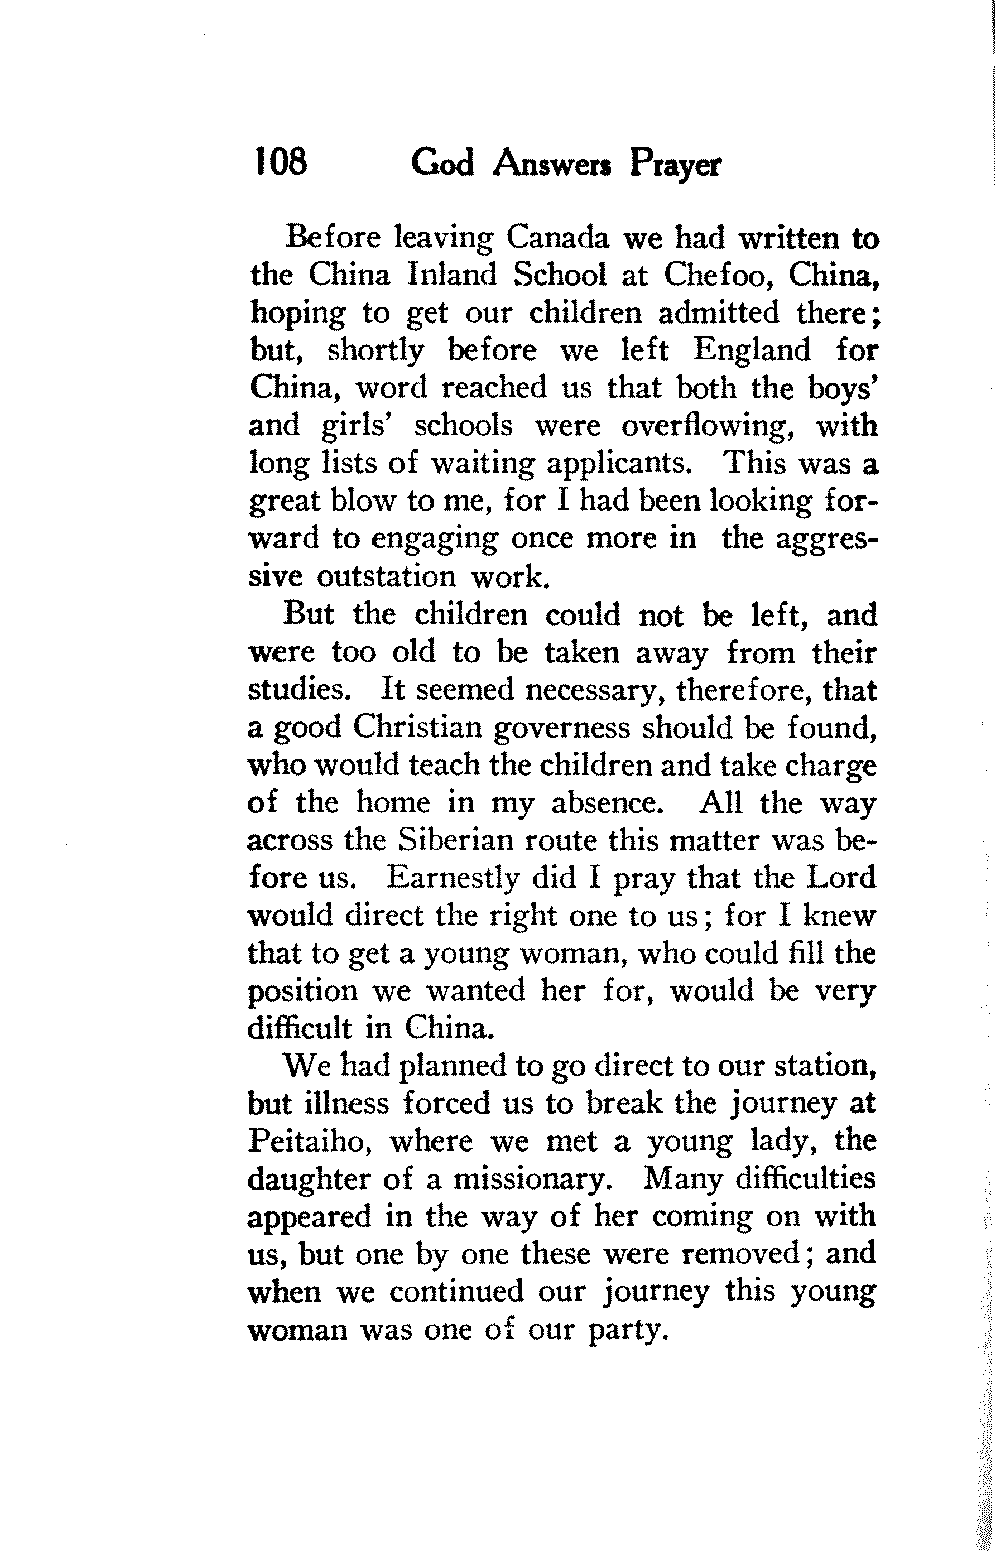 108 God Answers Prayer
Before leaving Canada we had written to
the China Inland School at Chefoo, China,
hoping to get our children admitted there;
but, shortly before we left England for
China, word reached us that both the boys'
and girls' schools were overflowing, with
long lists of waiting applicants. This was a
great blow to me, for I had been looking for-
ward to engaging once more in the aggres-
sive outstation work.
But the children could not be left, and
were too old to be taken away from their
studies. It seemed necessary, therefore, that
a good Christian governess should be found,
who would teach the children and take charge
of the home in my absence. All the way
across the Siberian route this matter was be-
fore us. Earnestly did I pray that the Lord
would direct the right one to us; for I knew
that to get a young woman, who could fill the
position we wanted her for, would be very
difficult in China.
We had planned to go direct to our station,
but illness forced us to break the journey at
Peitaiho, where we met a young lady, the
daughter of a missionary. Many difficulties
appeared in the way of her coming on with
us, but one by one these were removed; and
when we continued our journey this young
woman was one of our party.